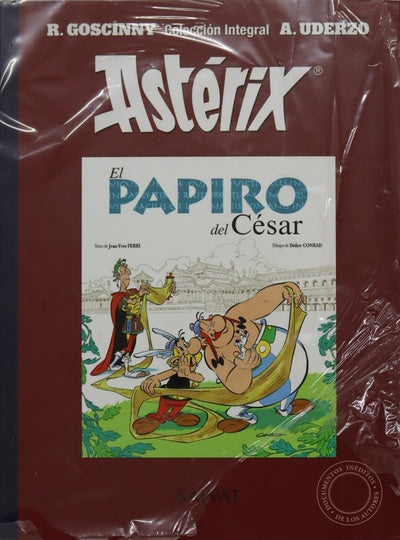 R. GOSCINNY Colección Integral A. UDERZO
Astérix®
El
PAPIRO
del César
Texto de Jean-Yves FERRI
Dibujos de Didier CONRAD
SALVAT
DOCUMENTOS INÉDITOS
DE LOS AUTORES